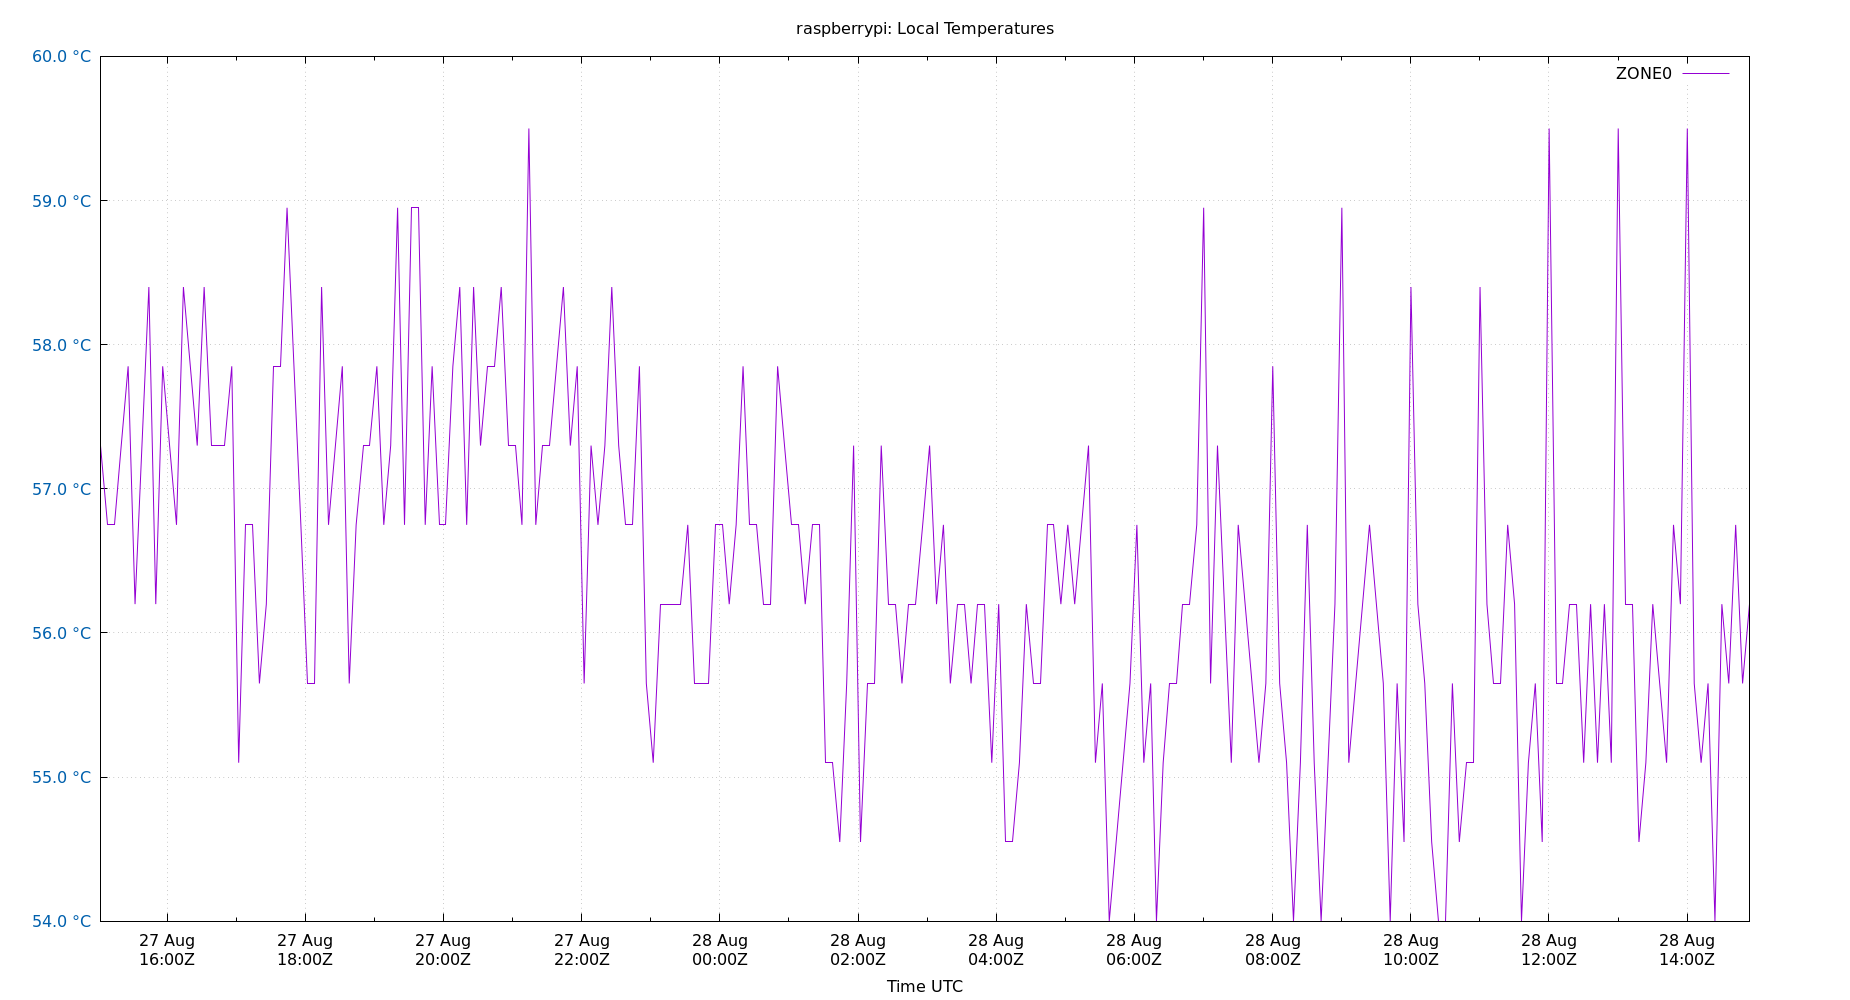 raspberrypi: Local Temperatures
60.0 °C
ZONE0
59.0 °C
58.0 °C
57.0 °C
56.0 °C
55.0 °C
54.0 °C
27 Aug 27 Aug 27 Aug 27 Aug 28 Aug 28 Aug 28 Aug 28 Aug 28 Aug 28 Aug 28 Aug 28 Aug
16:00Z 18:00Z 20:00Z 22:00Z 00:00Z 02:00Z 04:00Z 06:00Z 08:00Z 10:00Z 12:00Z 14:00Z
Time UTC